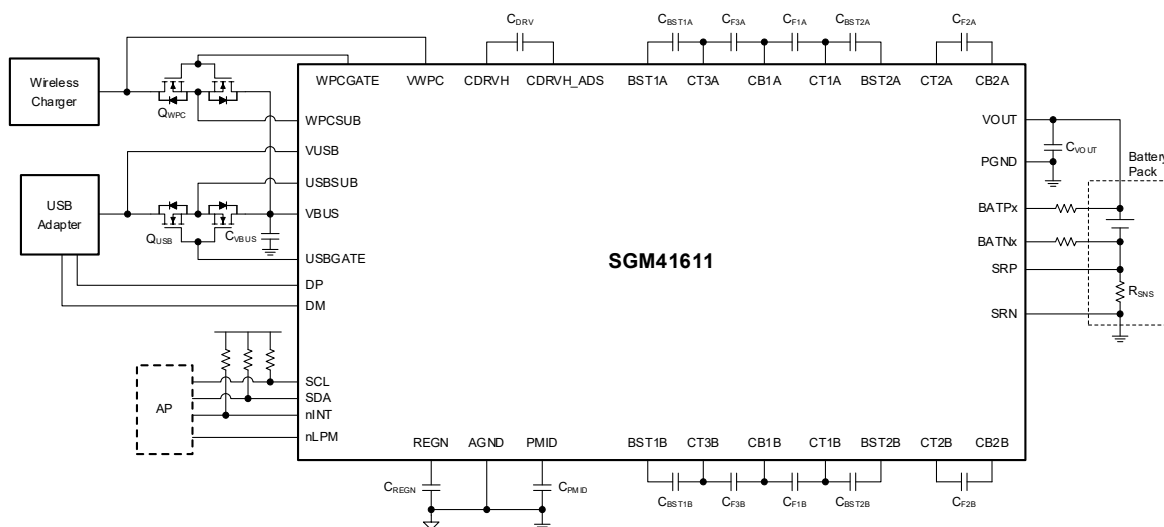 CDRV
CBST1A
CF3A
CF1A
CBST2A
CF2A
Wireless
Charger
QWPC
WPCGATE
VWPC
CDRVH
CDRVH_ADS
BST1A
CT3A
CB1A
CT1A
BST2A
CT2A
CB2A
WPCSUB
VUSB
USBSUB
VBUS
USBGATE
DP
DM
USB
Adapter
QUSB
CVBUS
SGM41611
VOUT
PGND
BATPx
BATNx
SRP
SRN
CVOUT
Battery
Pack
RSNS
AP
SCL
SDA
nINT
nLPM
REGN
AGND
PMID
BST1B
CT3B
CB1B
CT1B
BST2B
CT2B
CB2B
CREGN
CPMID
CBST1B
CF3B
CF1B
CBST2B
CF2B